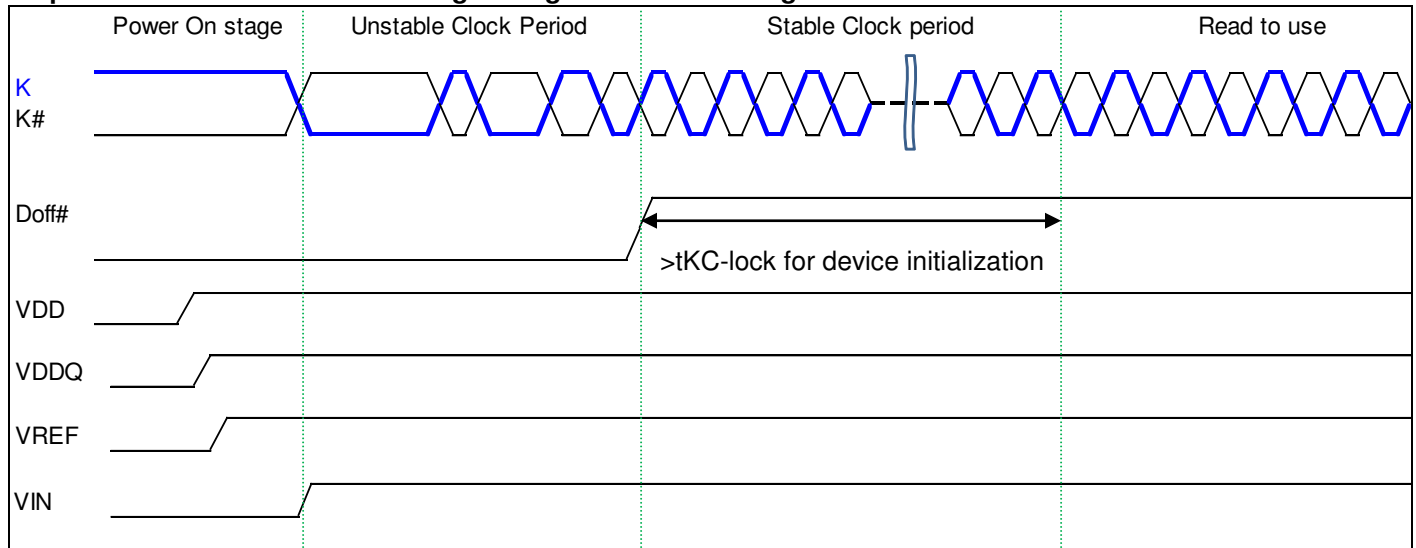 Power On stage Unstable Clock Period Stable Clock period Read to use
K
K#
Doff#
>tKC-lock for device initialization
VDD
VDDQ
VREF
VIN